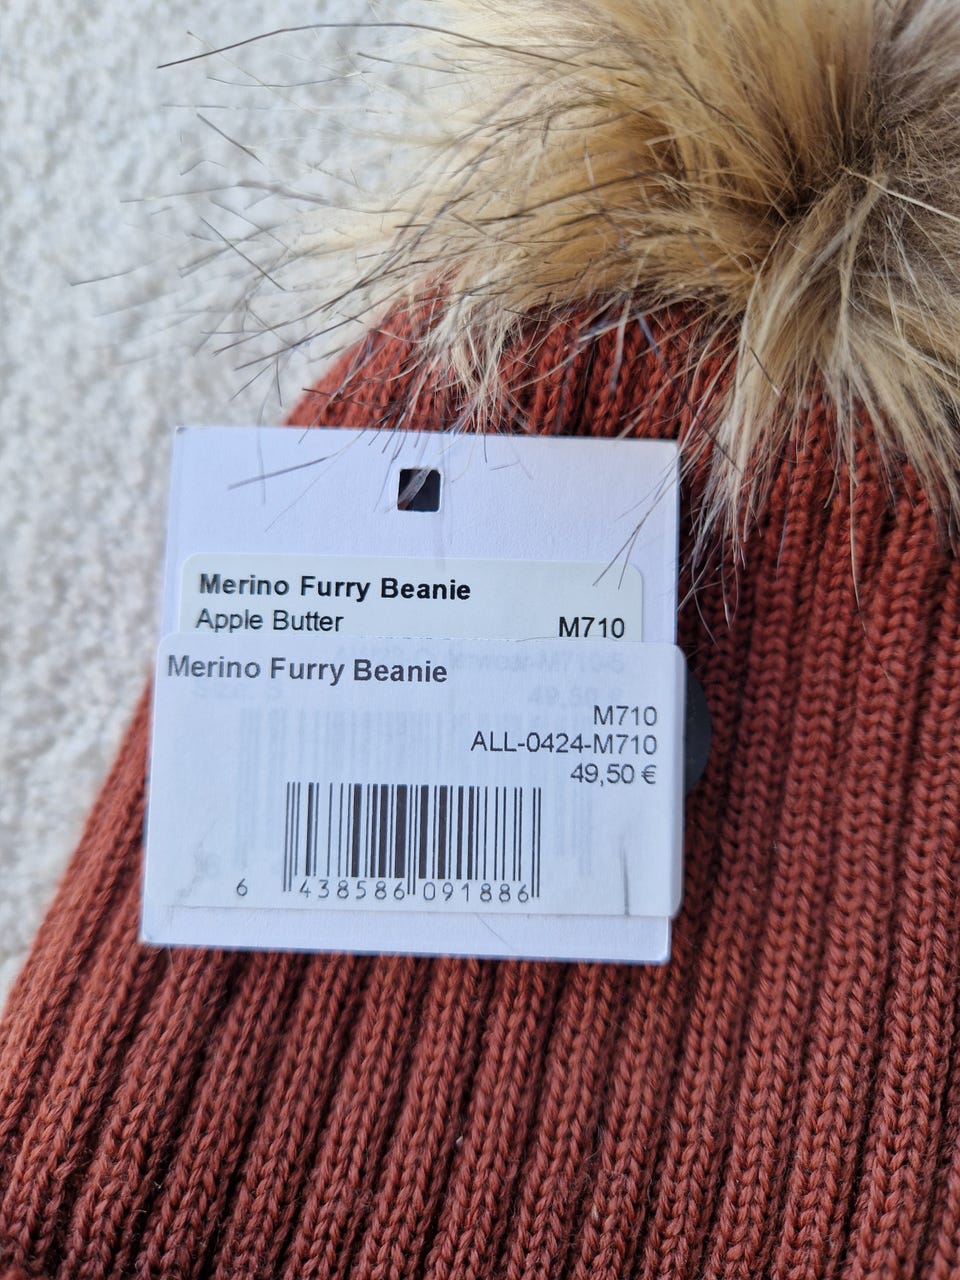 Merino Furry Beanie
Apple Butter M710
Merino Furry Beanie
M710
ALL-0424-M710
49,50 €
6 438586 091886